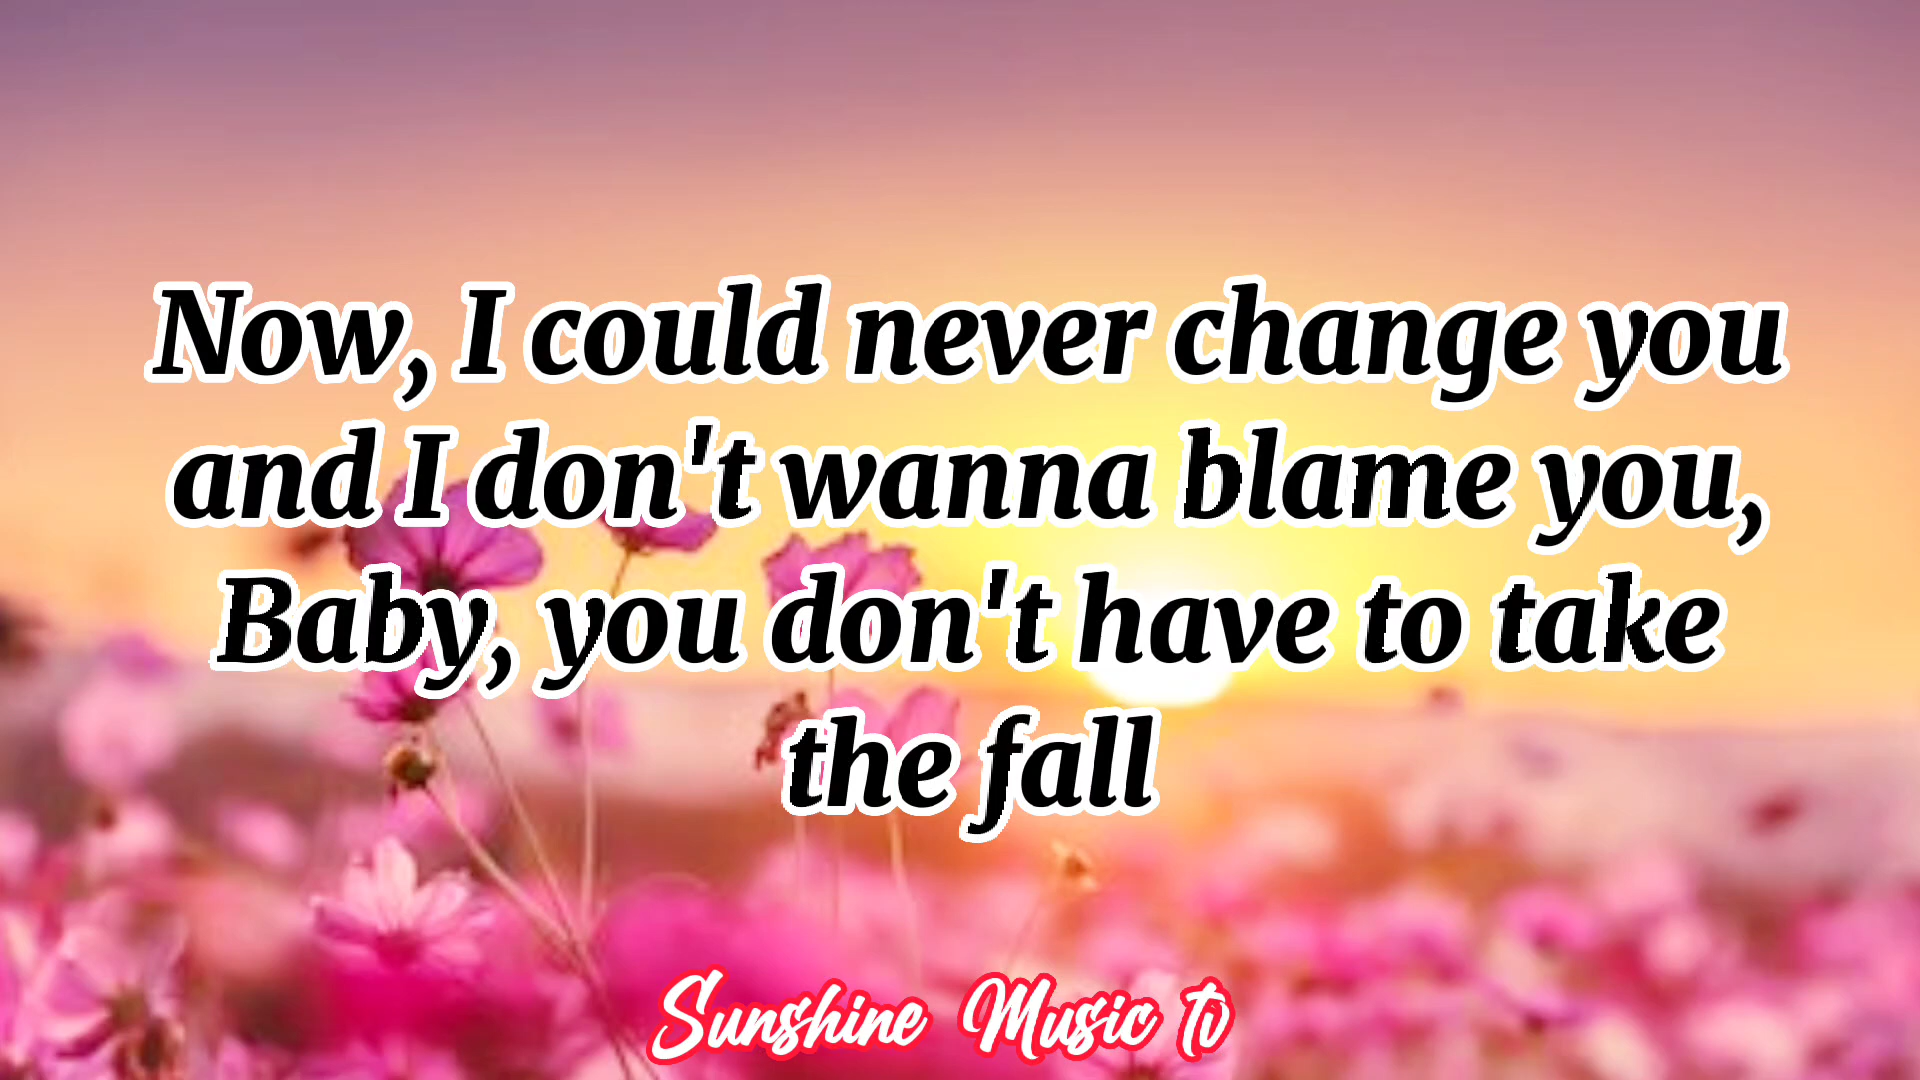 Now, I could never change you
and I don't wanna blame you,
Baby, you don't have to take
the fall
Sunshine Music tv